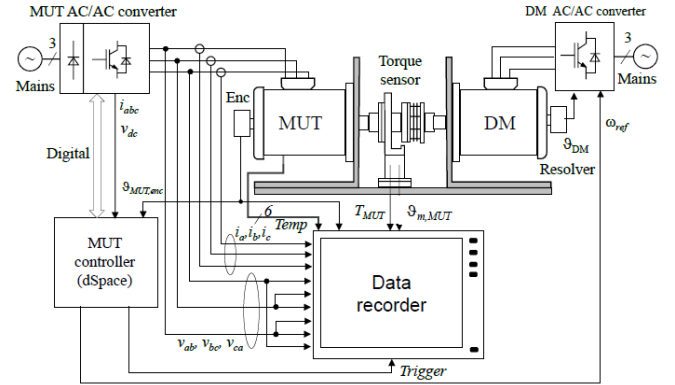 MUT AC/AC converter
DM AC/AC converter
3
Mains
3
Mains
Torque
sensor
Enc
MUT
DM
i_abc
v_dc
Digital
ω_ref
ϑ_DM
Resolver
ϑ_MUT,enc
6
Temp
T_MUT
ϑ_m,MUT
i_a,i_b,i_c
MUT
controller
(dSpace)
Data
recorder
v_ab, v_bc, v_ca
Trigger